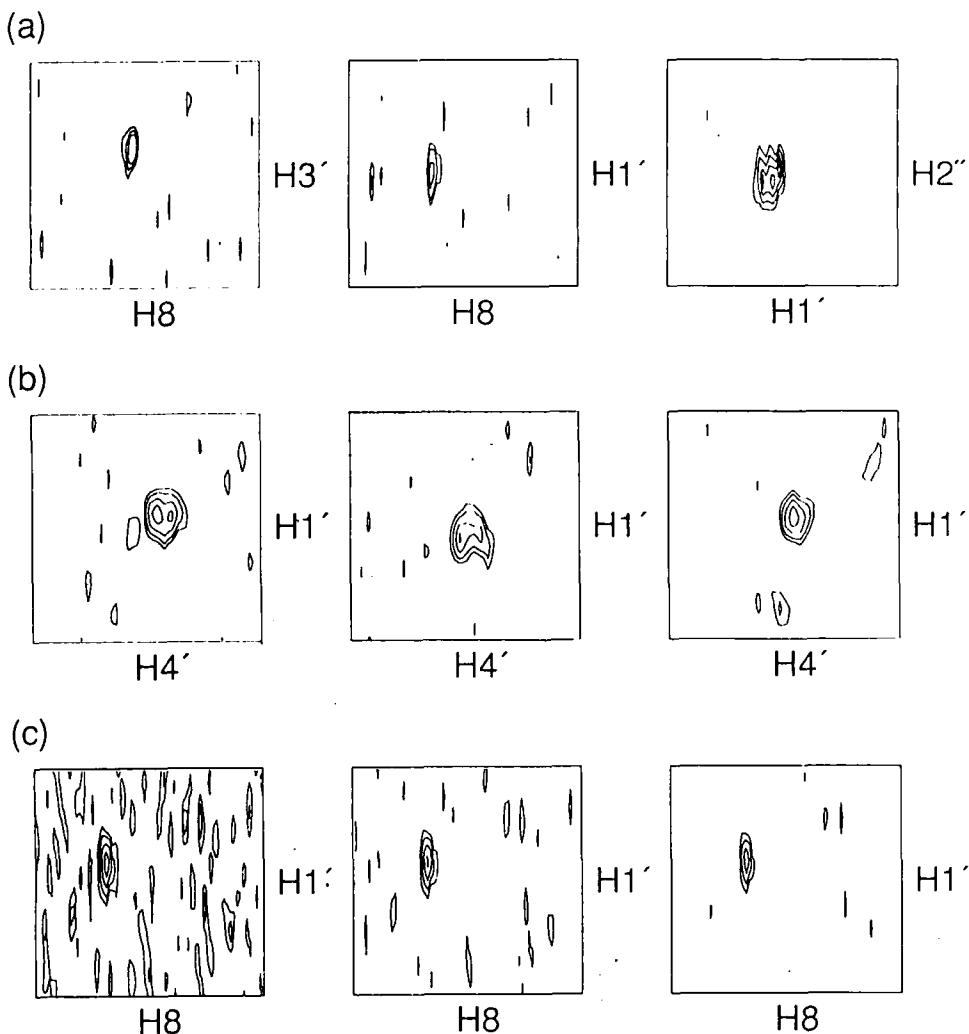 (a)
H3′ H1′ H2″
H8 H8 H1′
(b)
H1′ H1′ H1′
H4′ H4′ H4′
(c)
H1′: H1′ H1′
H8 H8 H8